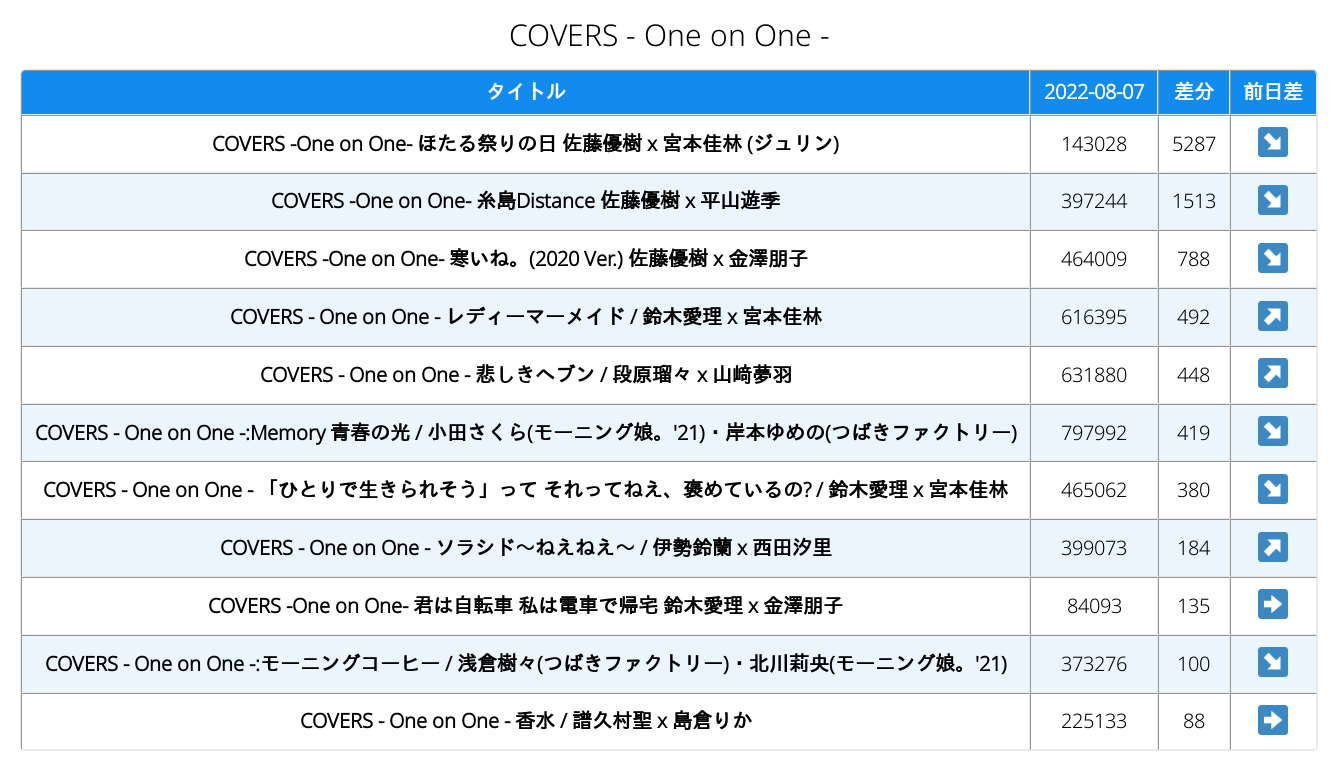 COVERS - One on One -
タイトル 2022-08-07 差分 前日差
COVERS -One on One- ほたる祭りの日 佐藤優樹 x 宮本佳林 (ジュリン) 143028 5287
COVERS -One on One- 糸島Distance 佐藤優樹 x 平山遊季 397244 1513
COVERS -One on One- 寒いね。(2020 Ver.) 佐藤優樹 x 金澤朋子 464009 788
COVERS - One on One - レディーマーメイド / 鈴木愛理 x 宮本佳林 616395 492
COVERS - One on One - 悲しきヘブン / 段原瑠々 x 山﨑夢羽 631880 448
COVERS - One on One -:Memory 青春の光 / 小田さくら(モーニング娘。'21)・岸本ゆめの(つばきファクトリー) 797992 419
COVERS - One on One - 「ひとりで生きられそう」って それってねえ、褒めているの? / 鈴木愛理 x 宮本佳林 465062 380
COVERS - One on One - ソラシド〜ねえねえ〜 / 伊勢鈴蘭 x 西田汐里 399073 184
COVERS -One on One- 君は自転車 私は電車で帰宅 鈴木愛理 x 金澤朋子 84093 135
COVERS - One on One -:モーニングコーヒー / 浅倉樹々(つばきファクトリー)・北川莉央(モーニング娘。'21) 373276 100
COVERS - One on One - 香水 / 譜久村聖 x 島倉りか 225133 88